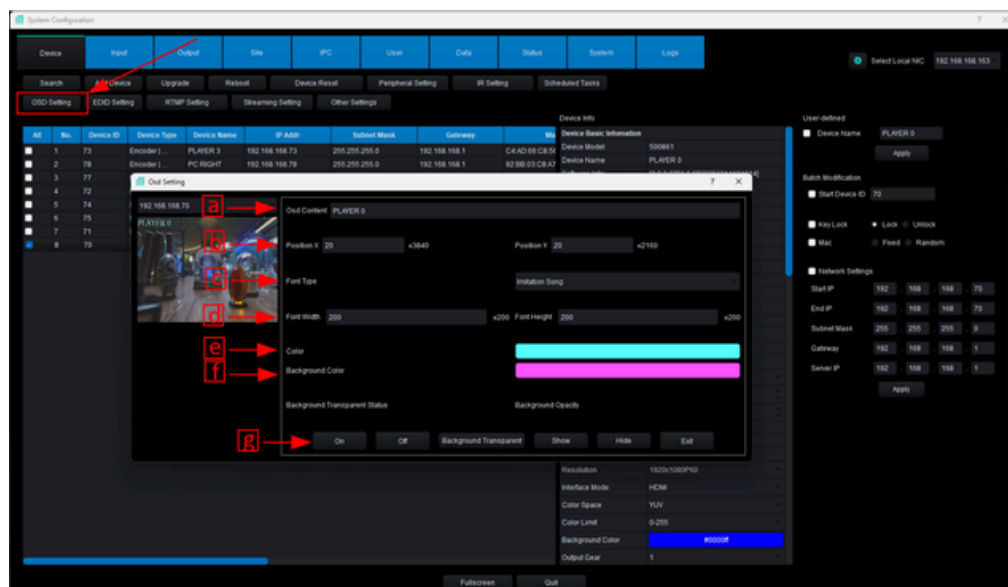 System Configuration
Device Input Output Site IPC User Data Status System Logs
Selected Local NIC 192.168.168.163
Search Upgrade Reboot Device Reset Peripheral Setting IR Setting Scheduled Tasks
OSD Setting EDID Setting RTMP Setting Streaming Setting Other Settings
Device Info
User-defined
All No. Device ID Device Type Device Name IP Addr Subnet Mask Gateway Ma
Device Basic Infomation
Device Name PLAYER 0
1 73 Encoder | ... PLAYER 3 192.168.168.73 255.255.255.0 192.168.168.1
Device Model: 500861
Apply
2 78 Encoder | ... PC RIGHT 192.168.168.78 255.255.255.0 192.168.168.1
Device Name PLAYER 0
3 77
4 72
5 74
6 75
7 71
8 70
Osd Setting
192.168.168.70
PLAYER 0
a
Osd Content PLAYER 0
b
Position X 20 x3840 Position Y 20 x2160
c
Font Type Imitation Song
d
Font Width 200 x200 Font Height 200 x200
e
Color
f
Background Color
Background Transparent Status Background Opacity
g
On Off Background Transparent Show Hide Exit
Batch Modification
Start Device ID 70
Key Lock Lock Unlock
Mac Fixed Random
Network Settings
Start IP 192 . 168 . 168 . 70
End IP 192 . 168 . 168 . 70
Subnet Mask 255 . 255 . 255 . 0
Gateway 192 . 168 . 168 . 1
Server IP 192 . 168 . 168 . 1
Apply
Resolution 1920x1080P60
Interface Mode: HDMI
Color Space YUV
Color Limit 0-255
Background Color #0000ff
Output Gear 1
Fullscreen Quit